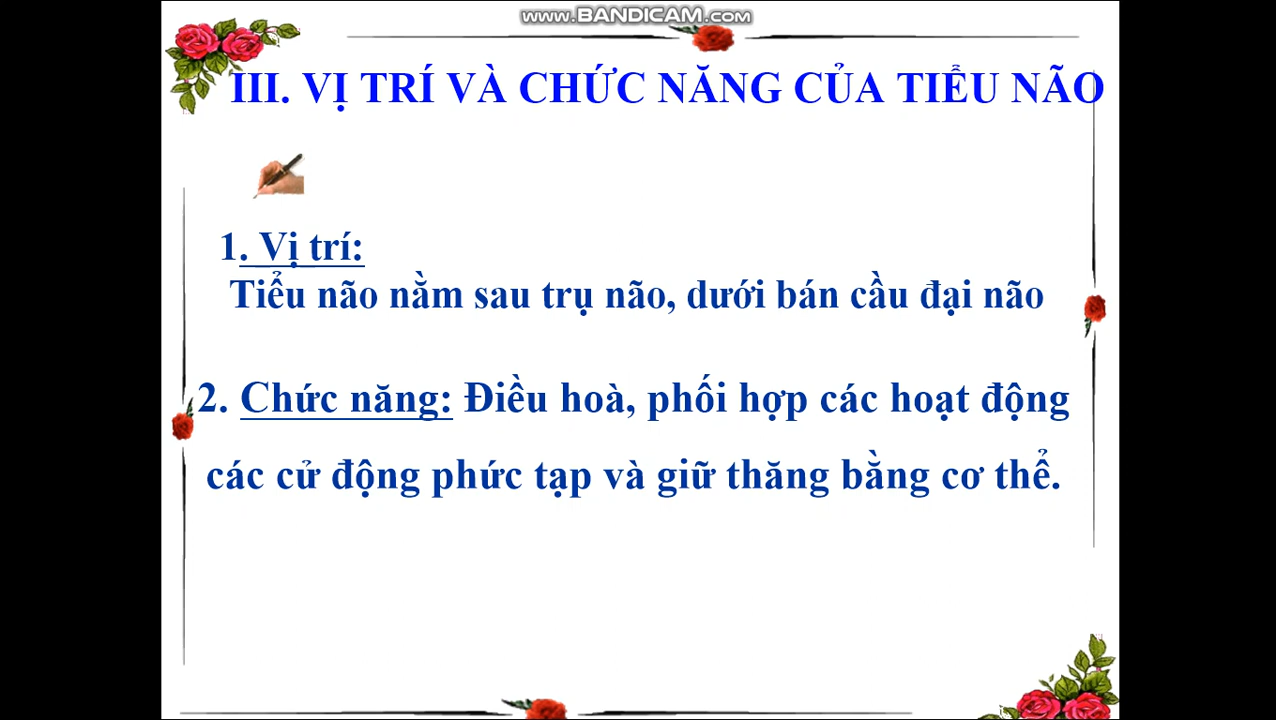 www.BANDICAM.com
III. VỊ TRÍ VÀ CHỨC NĂNG CỦA TIỂU NÃO
1. Vị trí:
Tiểu não nằm sau trụ não, dưới bán cầu đại não
2. Chức năng: Điều hoà, phối hợp các hoạt động
các cử động phức tạp và giữ thăng bằng cơ thể.